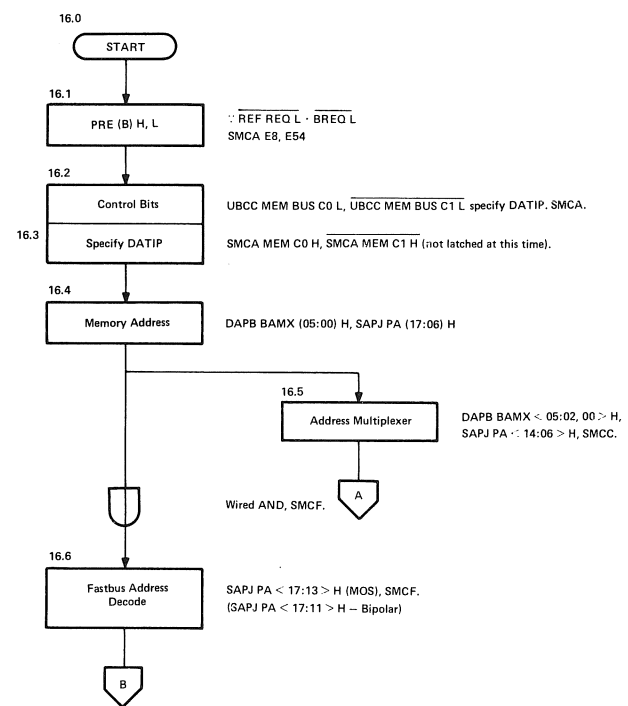 16.0
START
16.1
PRE (B) H, L
∵ REF REQ L · BREQ L
SMCA E8, E54
16.2
Control Bits
UBCC MEM BUS C0 L, UBCC MEM BUS C1 L specify DATIP. SMCA.
16.3
Specify DATIP
SMCA MEM C0 H, SMCA MEM C1 H (not latched at this time).
16.4
Memory Address
DAPB BAMX (05:00) H, SAPJ PA (17:06) H
16.5
Address Multiplexer
DAPB BAMX < 05:02, 00 > H,
SAPJ PA < 14:06 > H, SMCC.
A
Wired AND, SMCF.
16.6
Fastbus Address
Decode
SAPJ PA < 17:13 > H (MOS), SMCF.
(SAPJ PA < 17:11 > H – Bipolar)
B